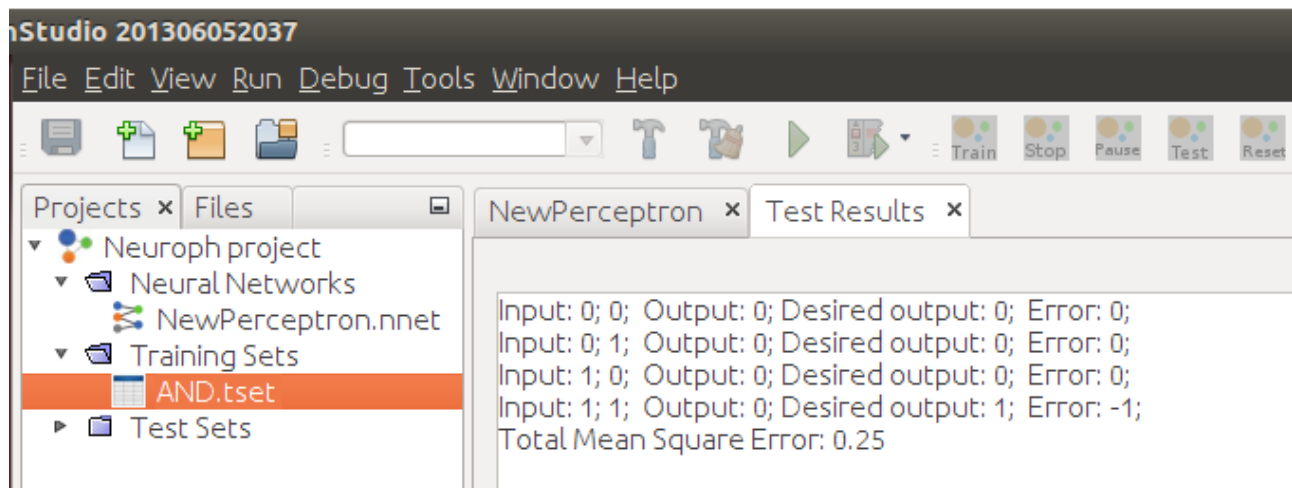 nStudio 201306052037
File Edit View Run Debug Tools Window Help
Train Stop Pause Test Reset
Projects Files
NewPerceptron Test Results
Neuroph project
Neural Networks
NewPerceptron.nnet
Training Sets
AND.tset
Test Sets
Input: 0; 0; Output: 0; Desired output: 0; Error: 0;
Input: 0; 1; Output: 0; Desired output: 0; Error: 0;
Input: 1; 0; Output: 0; Desired output: 0; Error: 0;
Input: 1; 1; Output: 0; Desired output: 1; Error: -1;
Total Mean Square Error: 0.25